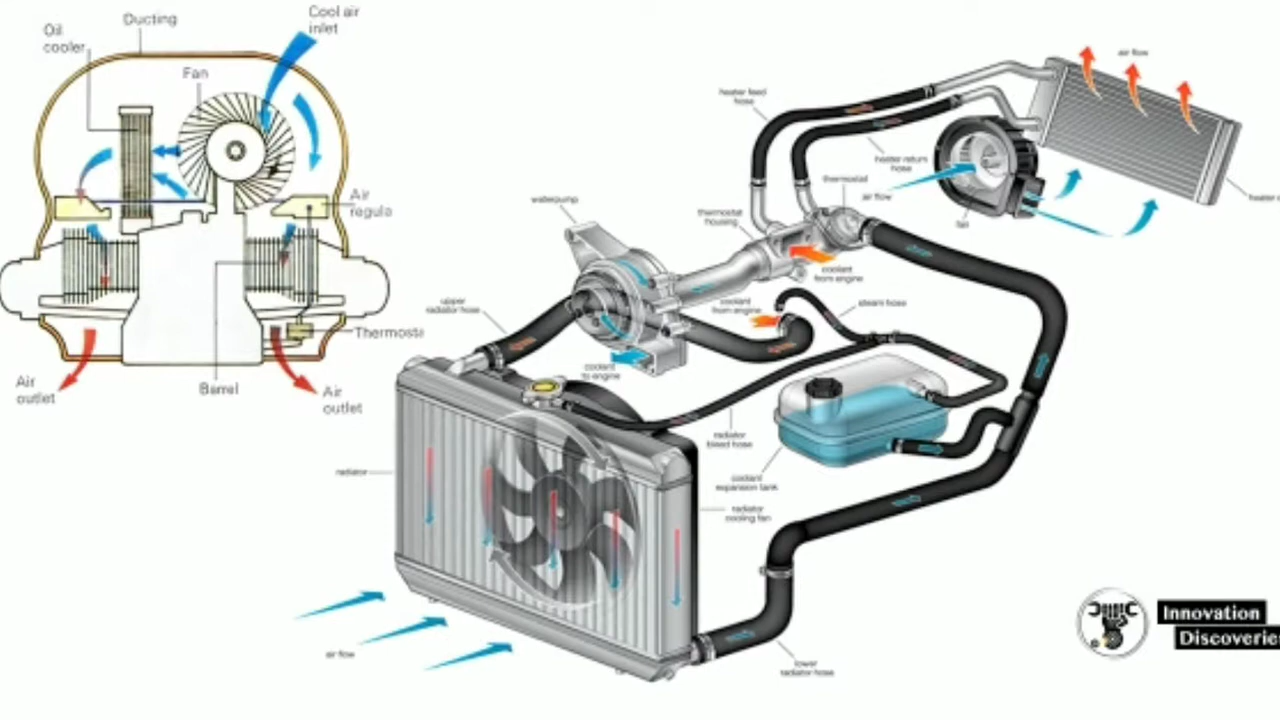 Oil
cooler
Ducting
Cool air
inlet
Fan
Air
regula
Thermosta
Barrel
Air
outlet
Air
outlet
air flow
heater feed
hose
heater return
hose
thermostat
air flow
fan
heater
waterpump
thermostat
housing
coolant
from engine
coolant
from engine
steam hose
upper
radiator hose
coolant
to engine
radiator
bleed hose
coolant
expansion tank
radiator
radiator
cooling fan
air flow
lower
radiator hose
Innovation
Discoveries